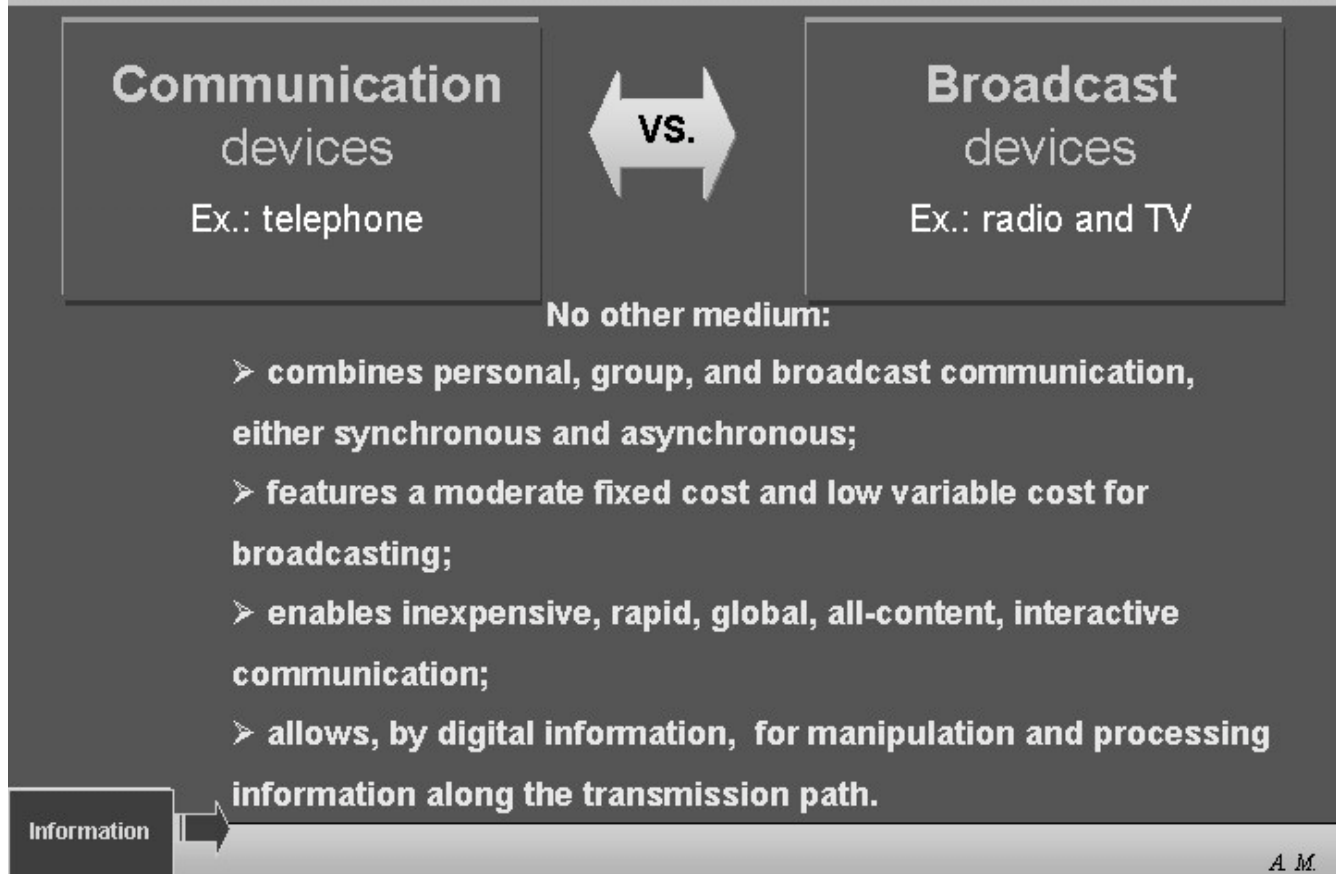 Communication
devices
Ex.: telephone
VS.
Broadcast
devices
Ex.: radio and TV
No other medium:
➢ combines personal, group, and broadcast communication,
either synchronous and asynchronous;
➢ features a moderate fixed cost and low variable cost for
broadcasting;
➢ enables inexpensive, rapid, global, all-content, interactive
communication;
➢ allows, by digital information, for manipulation and processing
information along the transmission path.
Information
A. M.